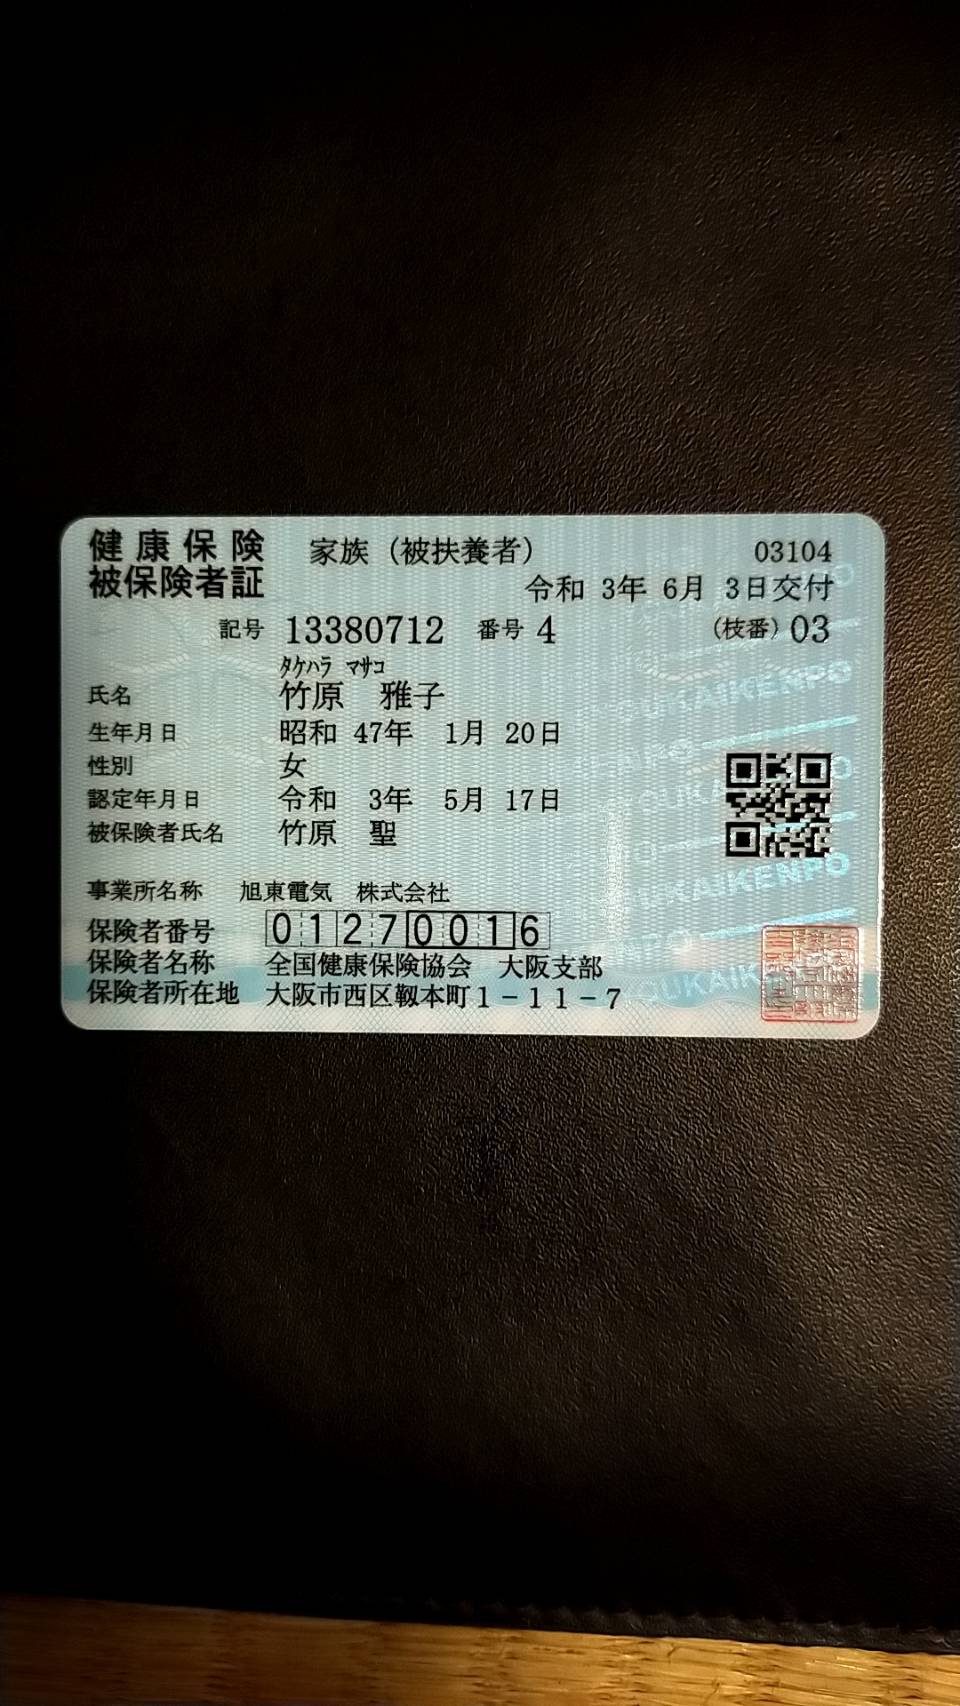 健康保険 家族（被扶養者） 03104
被保険者証 令和 3年 6月 3日交付
記号 13380712 番号 4 （枝番）03
ﾀｹﾊﾗ ﾏｻｺ
氏名 竹原 雅子
生年月日 昭和 47年 1月 20日
性別 女
認定年月日 令和 3年 5月 17日
被保険者氏名 竹原 聖
事業所名称 旭東電気 株式会社
保険者番号 01270016
保険者名称 全国健康保険協会 大阪支部
保険者所在地 大阪市西区靱本町１－１１－７